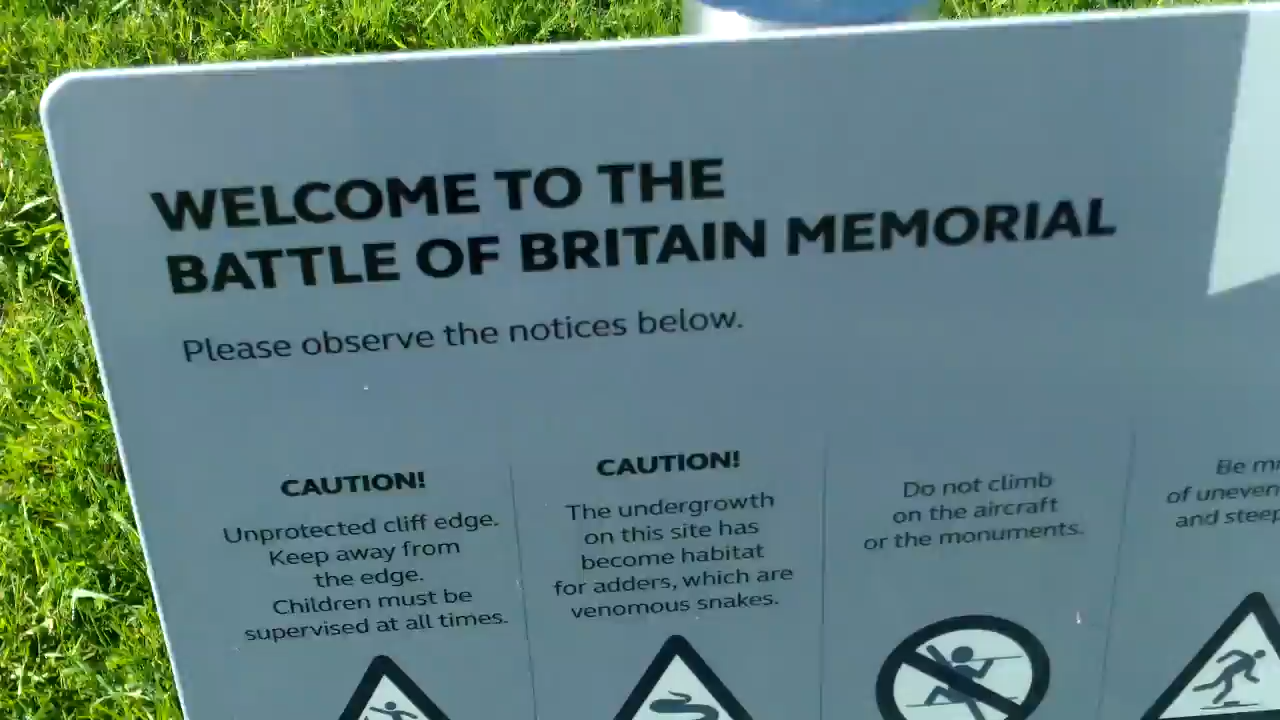 WELCOME TO THE
BATTLE OF BRITAIN MEMORIAL
Please observe the notices below.
CAUTION!
Unprotected cliff edge.
Keep away from
the edge.
Children must be
supervised at all times.
CAUTION!
The undergrowth
on this site has
become habitat
for adders, which are
venomous snakes.
Do not climb
on the aircraft
or the monuments.
Be
of uneven
and steep